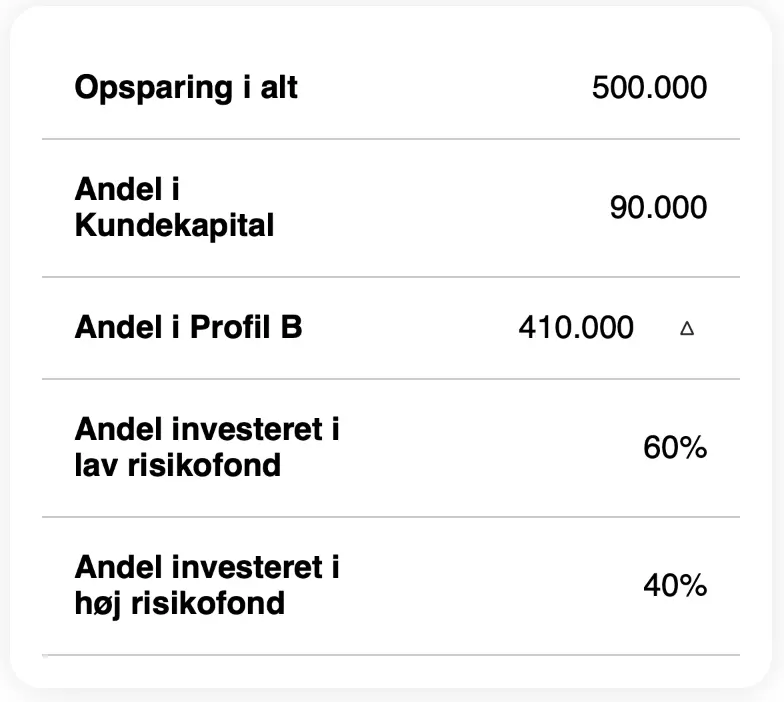 Opsparing i alt 500.000
Andel i
Kundekapital 90.000
Andel i Profil B 410.000 Δ
Andel investeret i
lav risikofond 60%
Andel investeret i
høj risikofond 40%